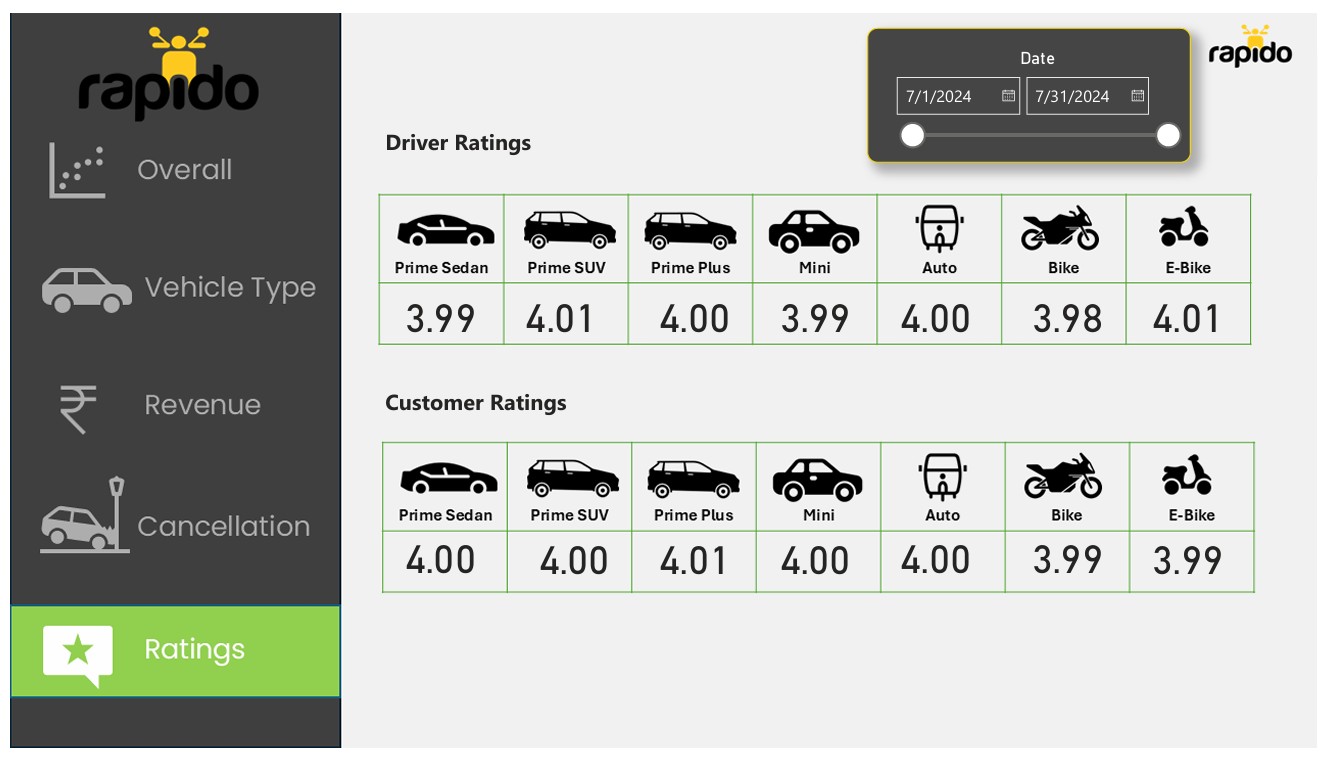 rapido
Overall
Vehicle Type
₹
Revenue
Cancellation
Ratings
Date
7/1/2024 7/31/2024
rapido
Driver Ratings
Prime Sedan Prime SUV Prime Plus Mini Auto Bike E-Bike
3.99 4.01 4.00 3.99 4.00 3.98 4.01
Customer Ratings
Prime Sedan Prime SUV Prime Plus Mini Auto Bike E-Bike
4.00 4.00 4.01 4.00 4.00 3.99 3.99